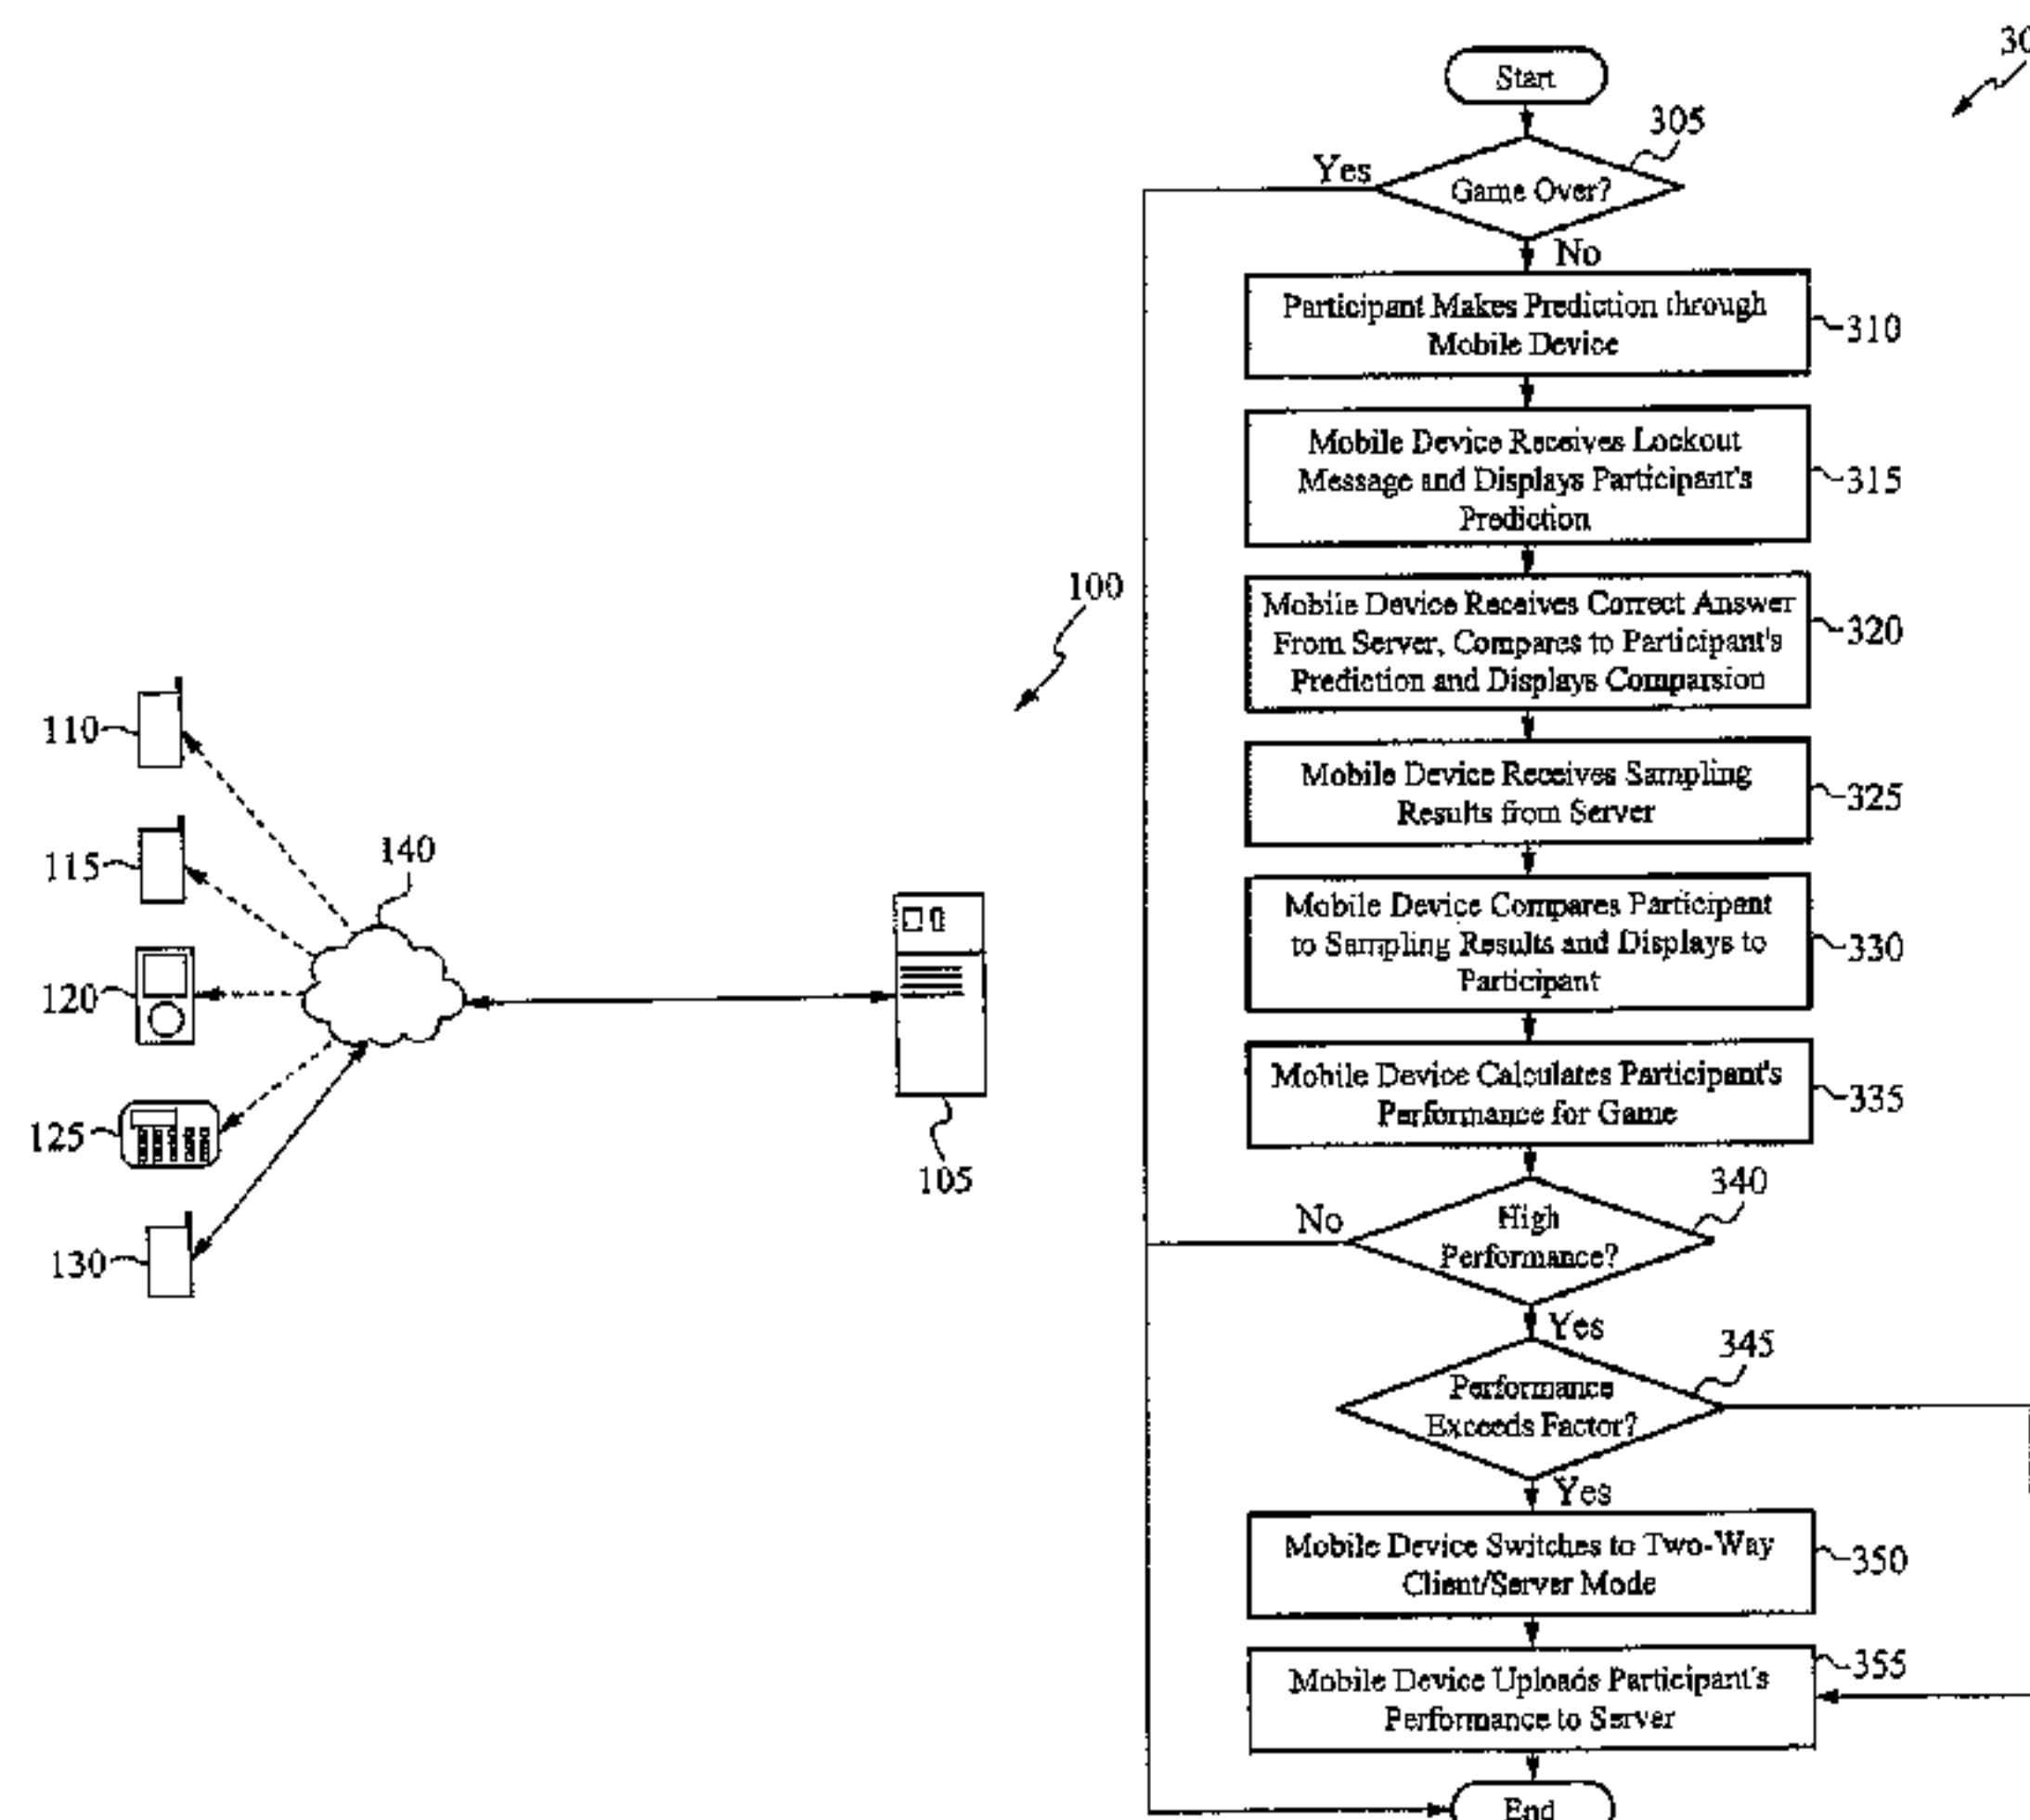 100
110
115
120
125
130
140
105
30
Start
305
Yes
Game Over?
No
Participant Makes Prediction through
Mobile Device
310
Mobile Device Receives Lockout
Message and Displays Participant's
Prediction
315
Mobile Device Receives Correct Answer
From Server, Compares to Participant's
Prediction and Displays Comparsion
320
Mobile Device Receives Sampling
Results from Server
325
Mobile Device Compares Participant
to Sampling Results and Displays to
Participant
330
Mobile Device Calculates Participant's
Performance for Game
335
340
No
High
Performance?
Yes
345
Performance
Exceeds Factor?
Yes
Mobile Device Switches to Two-Way
Client/Server Mode
350
Mobile Device Uploads Participant's
Performance to Server
355
End